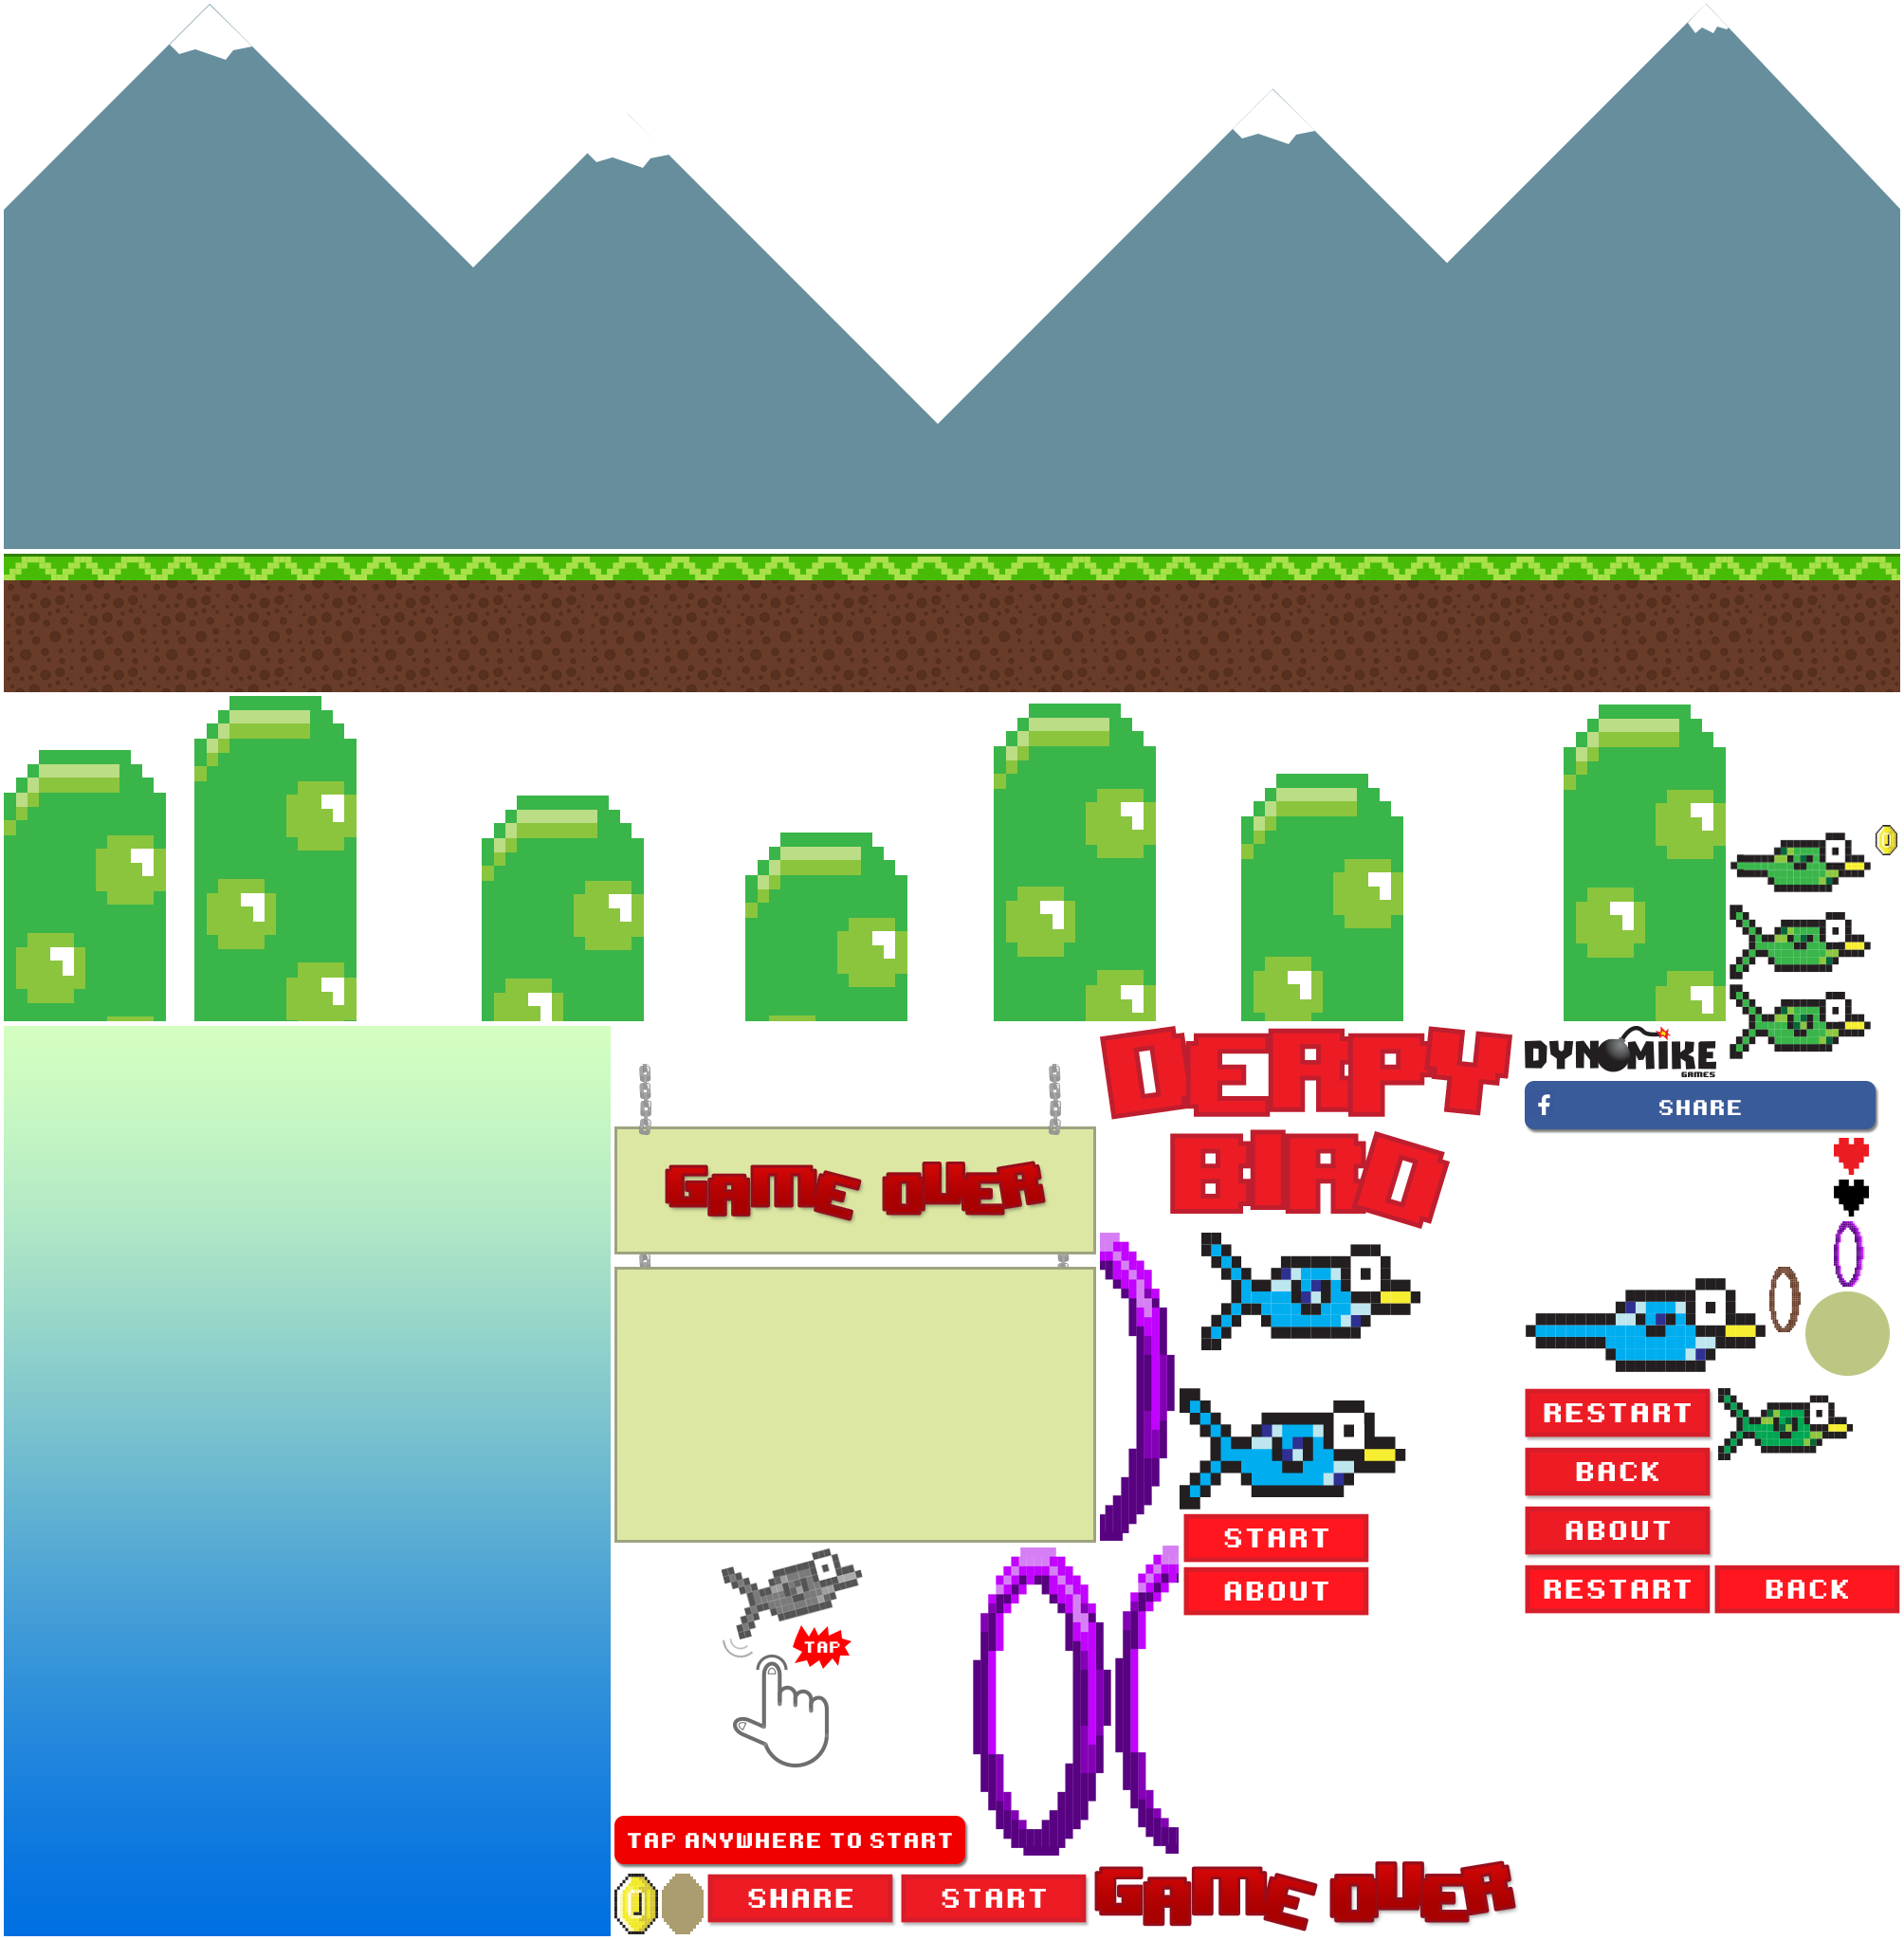 DERPY
BIRD
DYNOMIKE
GAMES
f SHARE
GAME OVER
RESTART
BACK
START
ABOUT
ABOUT
RESTART
BACK
TAP
TAP ANYWHERE TO START
SHARE
START
GAME OVER